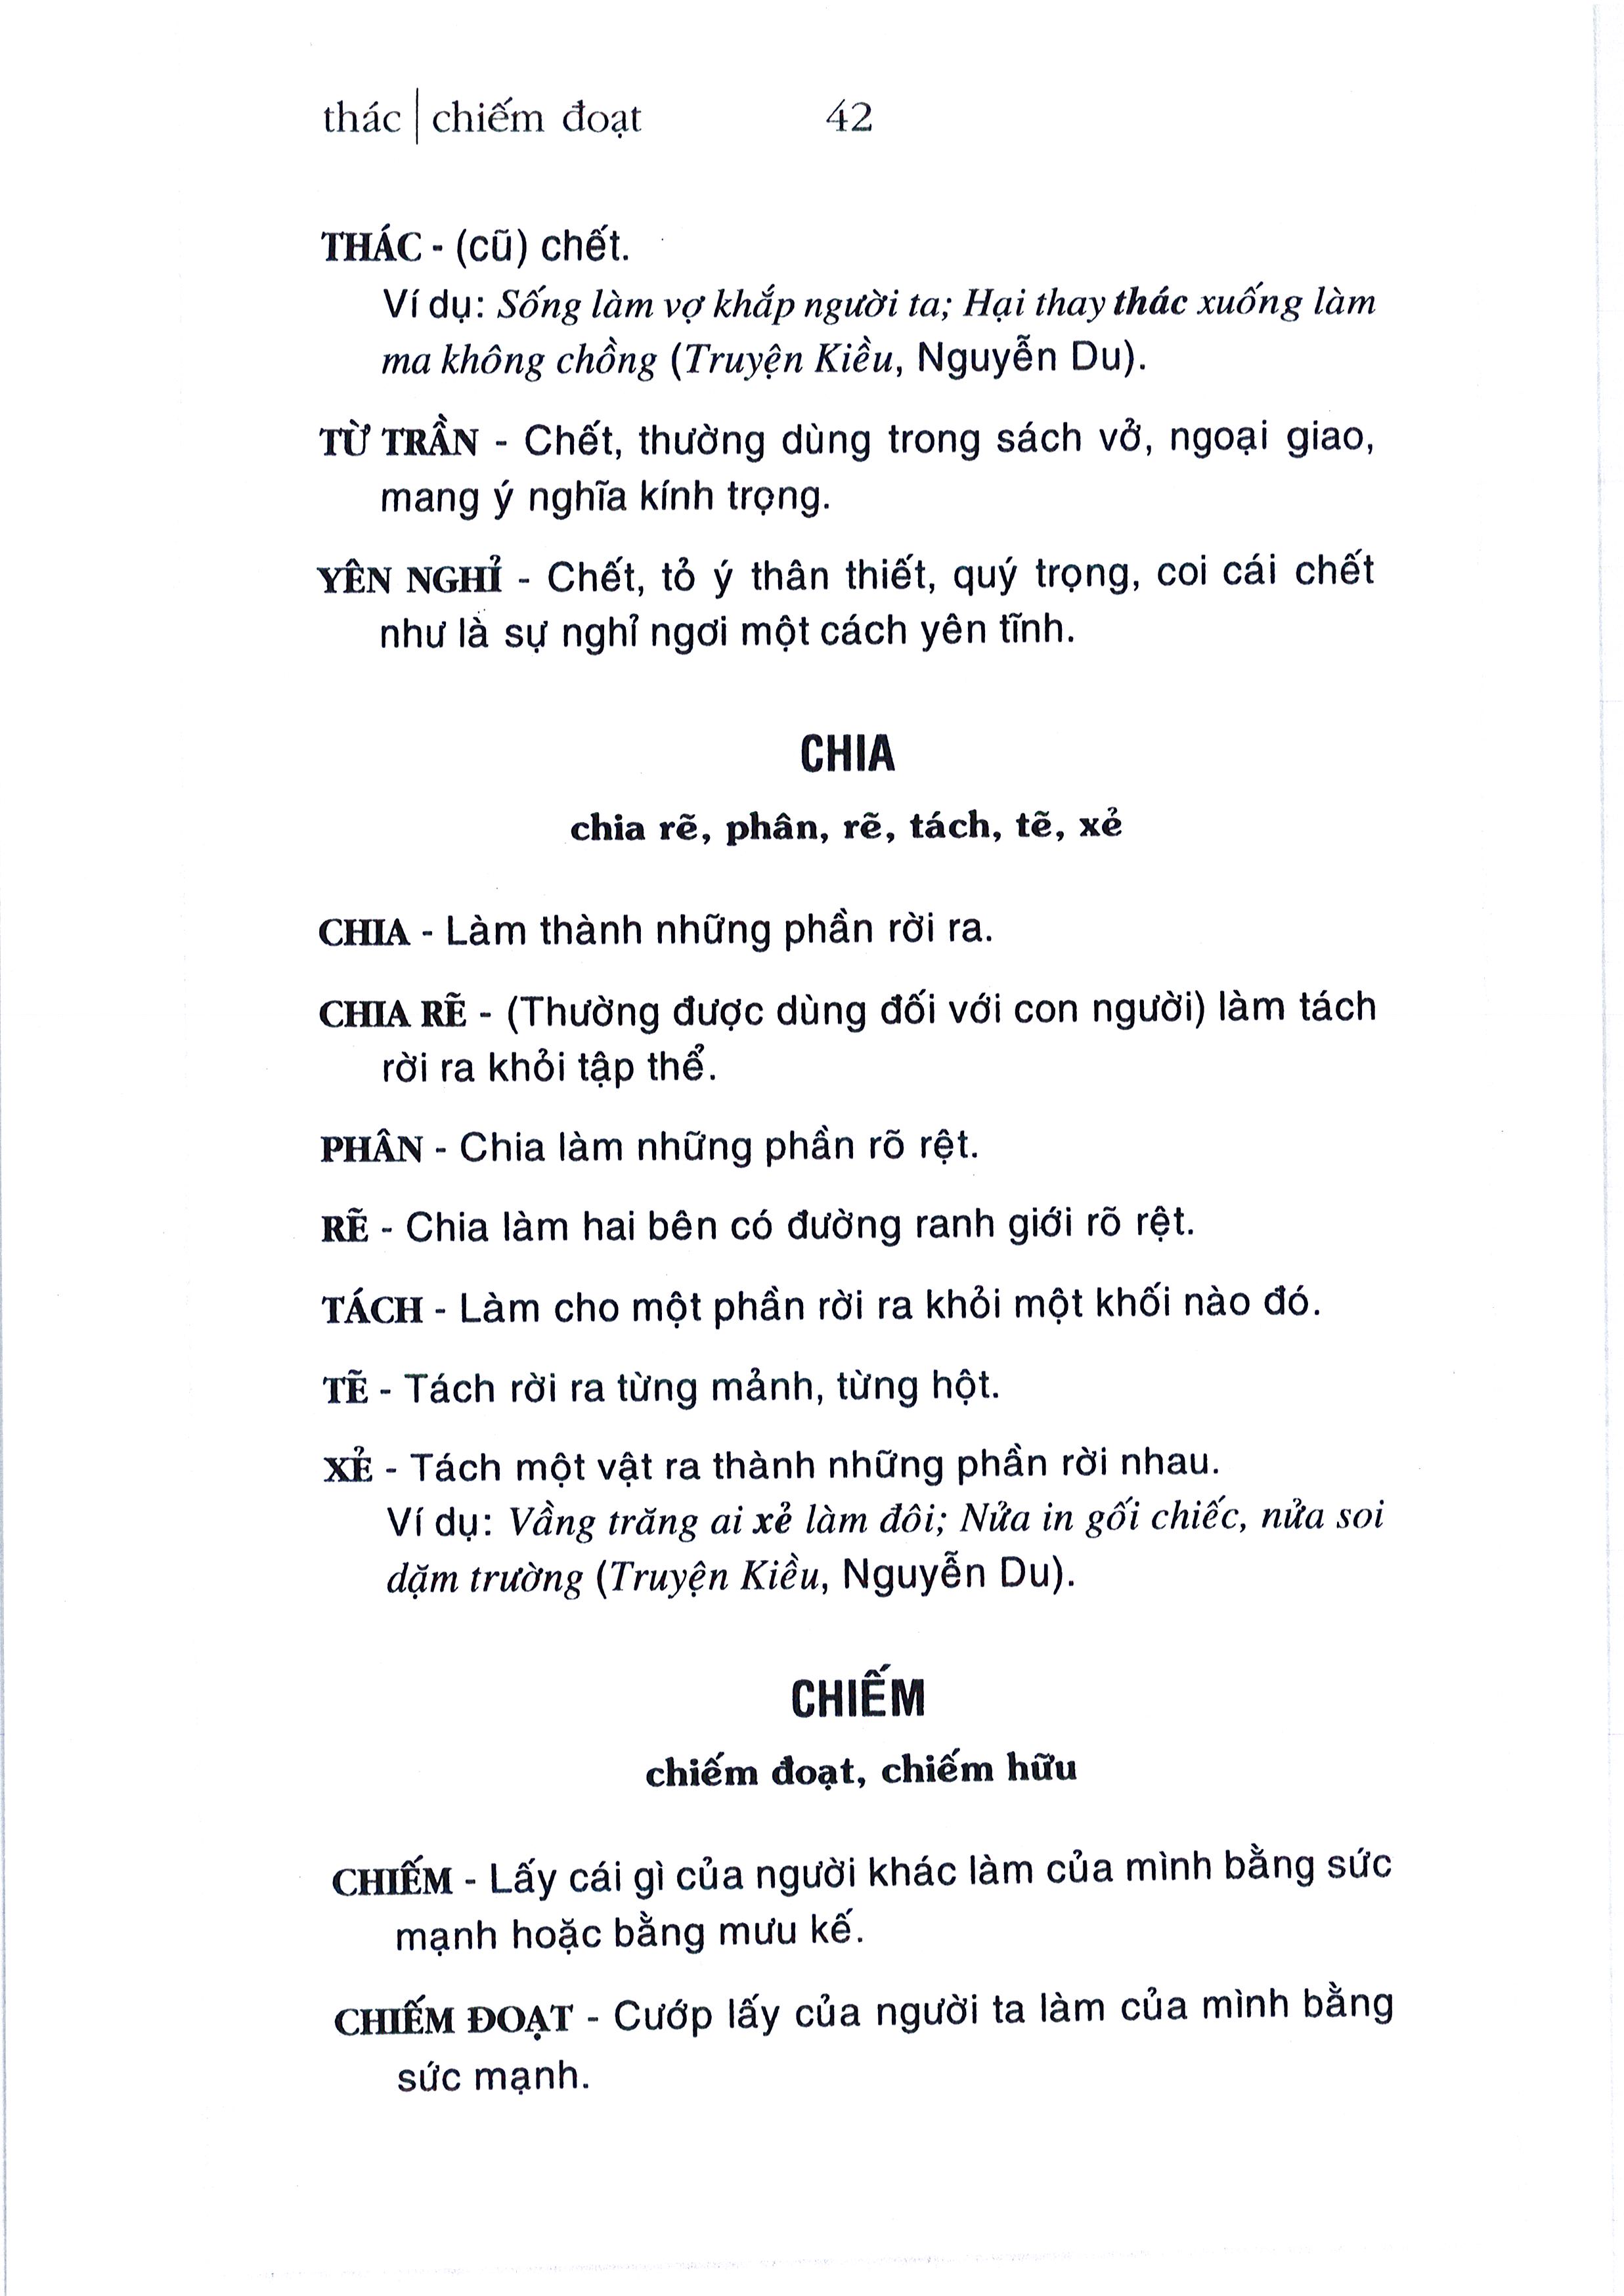 thác | chiếm đoạt 42
THÁC - (cũ) chết.
Ví dụ: Sống làm vợ khắp người ta; Hại thay thác xuống làm
ma không chồng (Truyện Kiều, Nguyễn Du).
TỪ TRẦN - Chết, thường dùng trong sách vở, ngoại giao,
mang ý nghĩa kính trọng.
YÊN NGHỈ - Chết, tỏ ý thân thiết, quý trọng, coi cái chết
như là sự nghỉ ngơi một cách yên tĩnh.
CHIA
chia rẽ, phân, rẽ, tách, tẽ, xẻ
CHIA - Làm thành những phần rời ra.
CHIA RẼ - (Thường được dùng đối với con người) làm tách
rời ra khỏi tập thể.
PHÂN - Chia làm những phần rõ rệt.
RẼ - Chia làm hai bên có đường ranh giới rõ rệt.
TÁCH - Làm cho một phần rời ra khỏi một khối nào đó.
TẼ - Tách rời ra từng mảnh, từng hột.
XẺ - Tách một vật ra thành những phần rời nhau.
Ví dụ: Vầng trăng ai xẻ làm đôi; Nửa in gối chiếc, nửa soi
dặm trường (Truyện Kiều, Nguyễn Du).
CHIẾM
chiếm đoạt, chiếm hữu
CHIẾM - Lấy cái gì của người khác làm của mình bằng sức
mạnh hoặc bằng mưu kế.
CHIẾM ĐOẠT - Cướp lấy của người ta làm của mình bằng
sức mạnh.